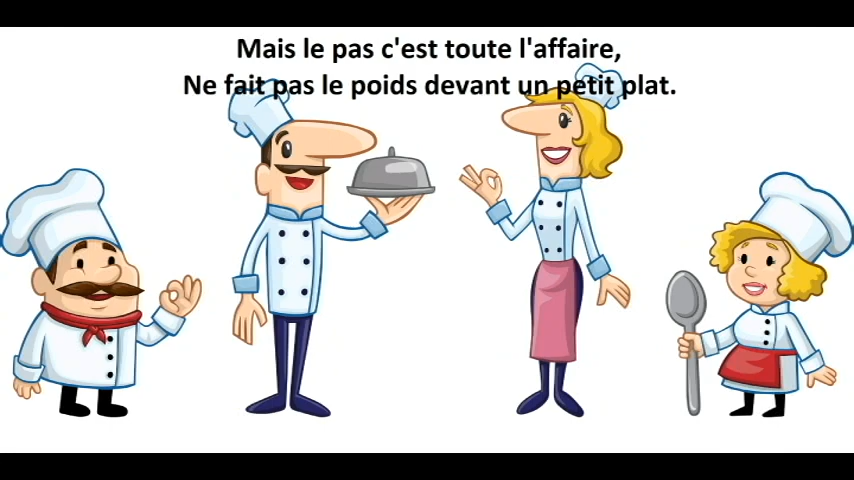 Mais le pas c'est toute l'affaire,
Ne fait pas le poids devant un petit plat.